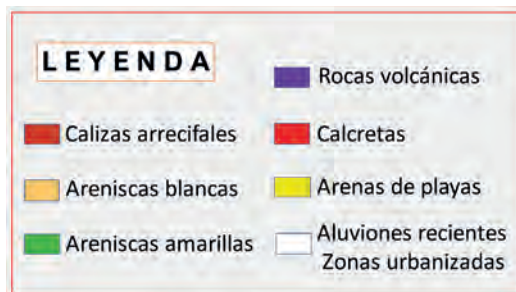 LEYENDA
Calizas arrecifales
Areniscas blancas
Areniscas amarillas
Rocas volcánicas
Calcretas
Arenas de playas
Aluviones recientes
Zonas urbanizadas